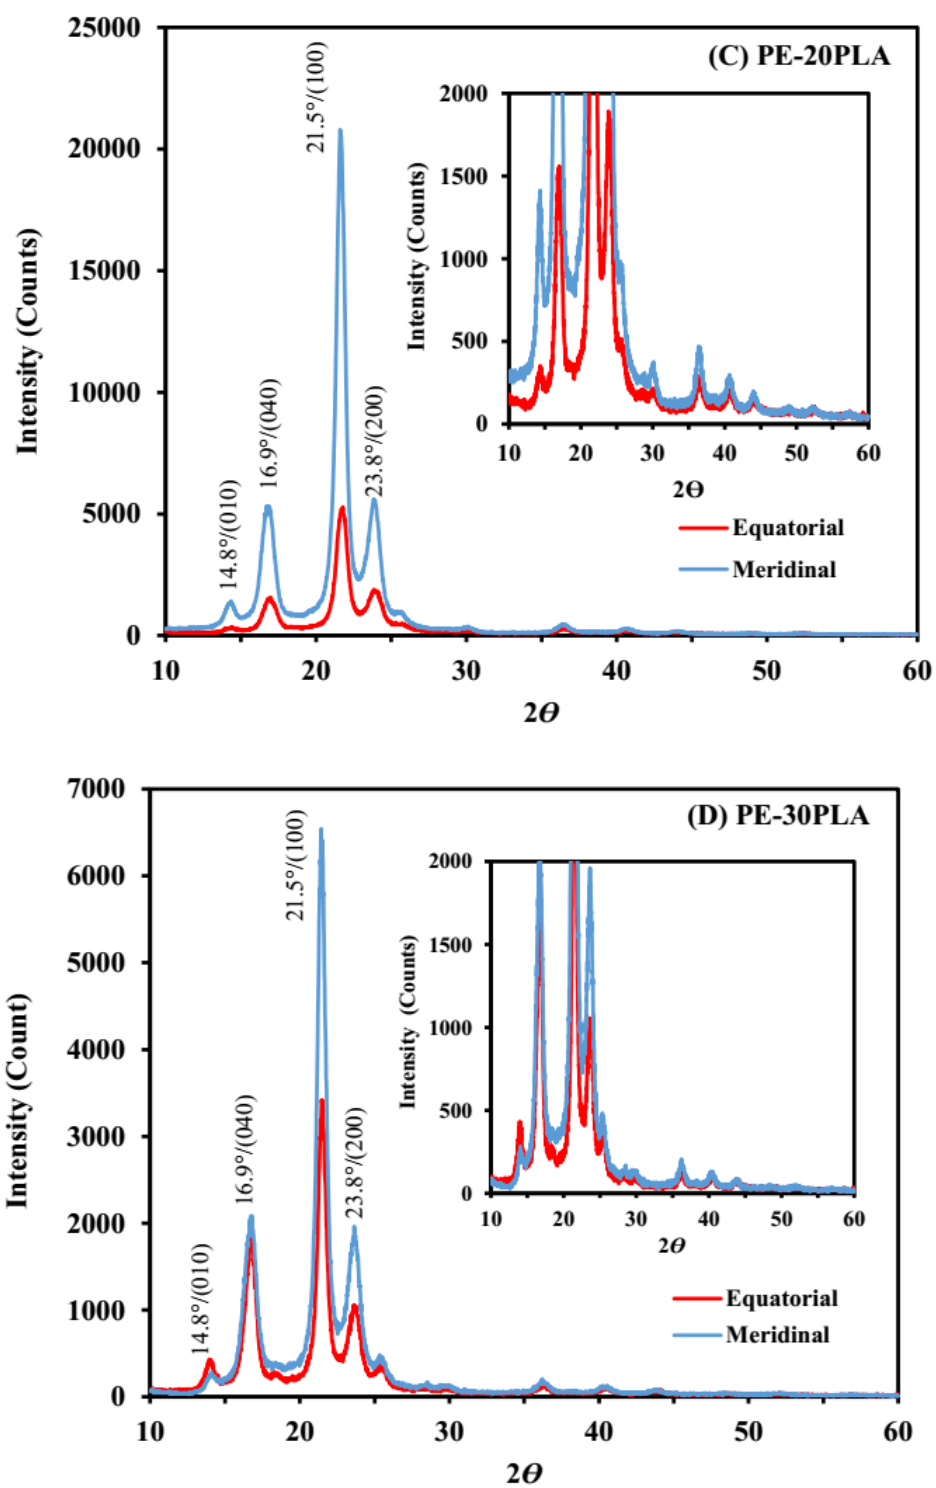 25000
20000
15000
10000
5000
0
10 20 30 40 50 60
Intensity (Counts)
2Ɵ
(C) PE-20PLA
14.8°/(010)
16.9°/(040)
21.5°/(100)
23.8°/(200)
2000
1500
1000
500
0
10 20 30 40 50 60
Intensity (Counts)
2Ɵ
Equatorial
Meridinal
7000
6000
5000
4000
3000
2000
1000
0
10 20 30 40 50 60
Intensity (Count)
2Ɵ
(D) PE-30PLA
14.8°/(010)
16.9°/(040)
21.5°/(100)
23.8°/(200)
2000
1500
1000
500
0
10 20 30 40 50 60
Intensity (Counts)
2Ɵ
Equatorial
Meridinal